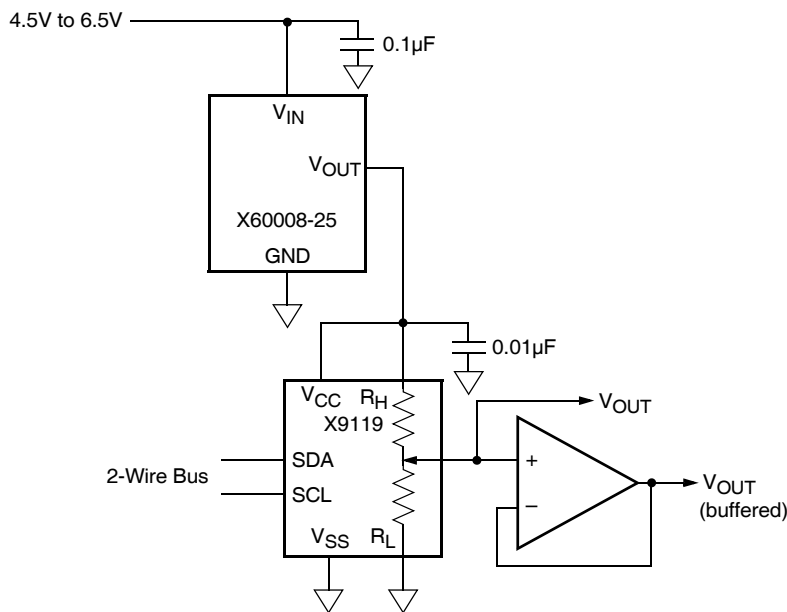 4.5V to 6.5V
0.1µF
VIN
VOUT
X60008-25
GND
0.01µF
VCC RH
X9119
VOUT
SDA
2-Wire Bus
SCL
+
–
VOUT
(buffered)
VSS RL